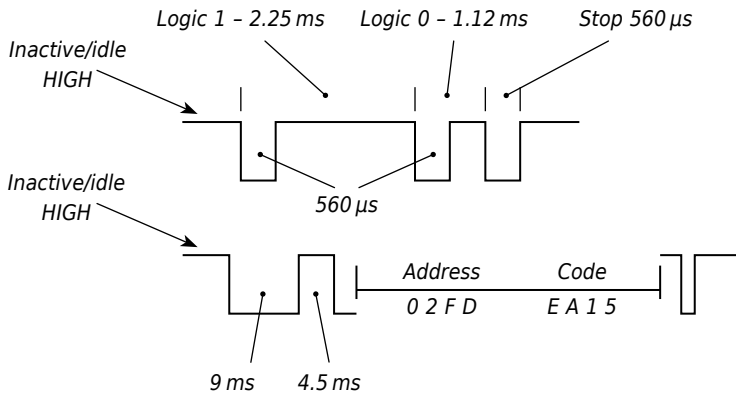 Logic 1 – 2.25 ms Logic 0 – 1.12 ms Stop 560 µs
Inactive/idle
HIGH
Inactive/idle
HIGH
560 µs
Address Code
0 2 F D E A 1 5
9 ms 4.5 ms